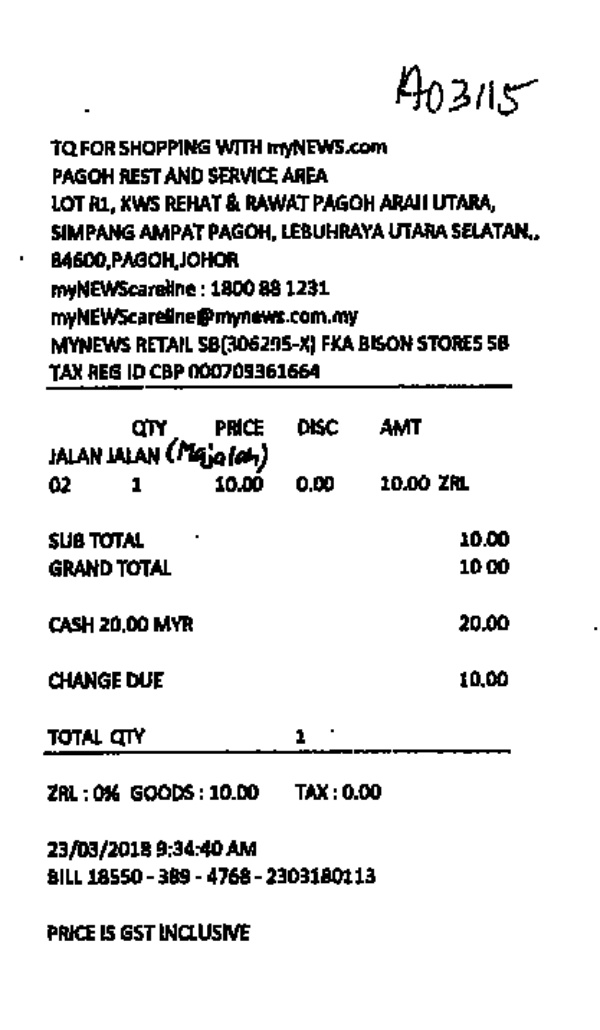 A03/15
TQ FOR SHOPPING WITH myNEWS.com
PAGOH REST AND SERVICE AREA
LOT R1, KWS REHAT & RAWAT PAGOH ARAH UTARA,
SIMPANG AMPAT PAGOH, LEBUHRAYA UTARA SELATAN,,
84600,PAGOH,JOHOR
myNEWScareline : 1800 88 1231
myNEWScareline@mynews.com.my
MYNEWS RETAIL SB(306295-X) FKA BISON STORES SB
TAX REG ID CBP 000709361664
QTY PRICE DISC AMT
JALAN JALAN (Majalah)
02 1 10.00 0.00 10.00 ZRL
SUB TOTAL 10.00
GRAND TOTAL 10 00
CASH 20.00 MYR 20.00
CHANGE DUE 10.00
TOTAL QTY 1
ZRL : 0% GOODS : 10.00 TAX : 0.00
23/03/2018 9:34:40 AM
BILL 18550 - 389 - 4768 - 2303180113
PRICE IS GST INCLUSIVE